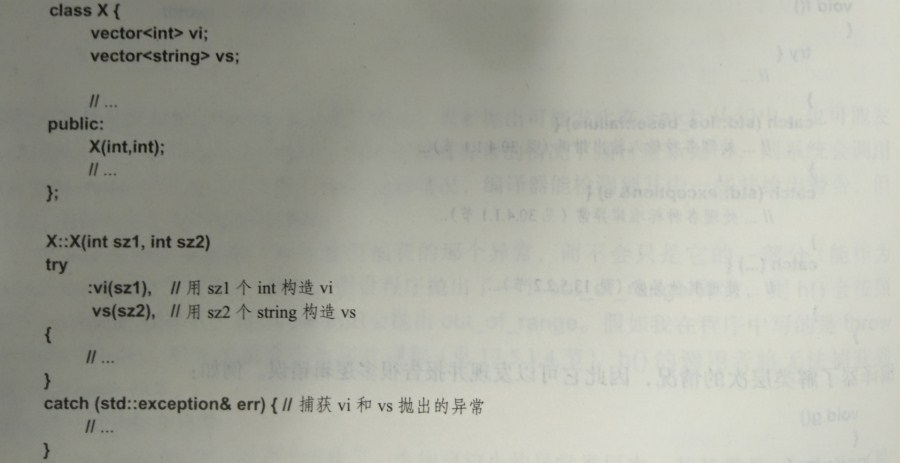 class X {
vector<int> vi;
vector<string> vs;
// ...
public:
X(int,int);
// ...
};
X::X(int sz1, int sz2)
try
:vi(sz1), // 用 sz1 个 int 构造 vi
vs(sz2), // 用 sz2 个 string 构造 vs
{
// ...
}
catch (std::exception& err) { // 捕获 vi 和 vs 抛出的异常
// ...
}